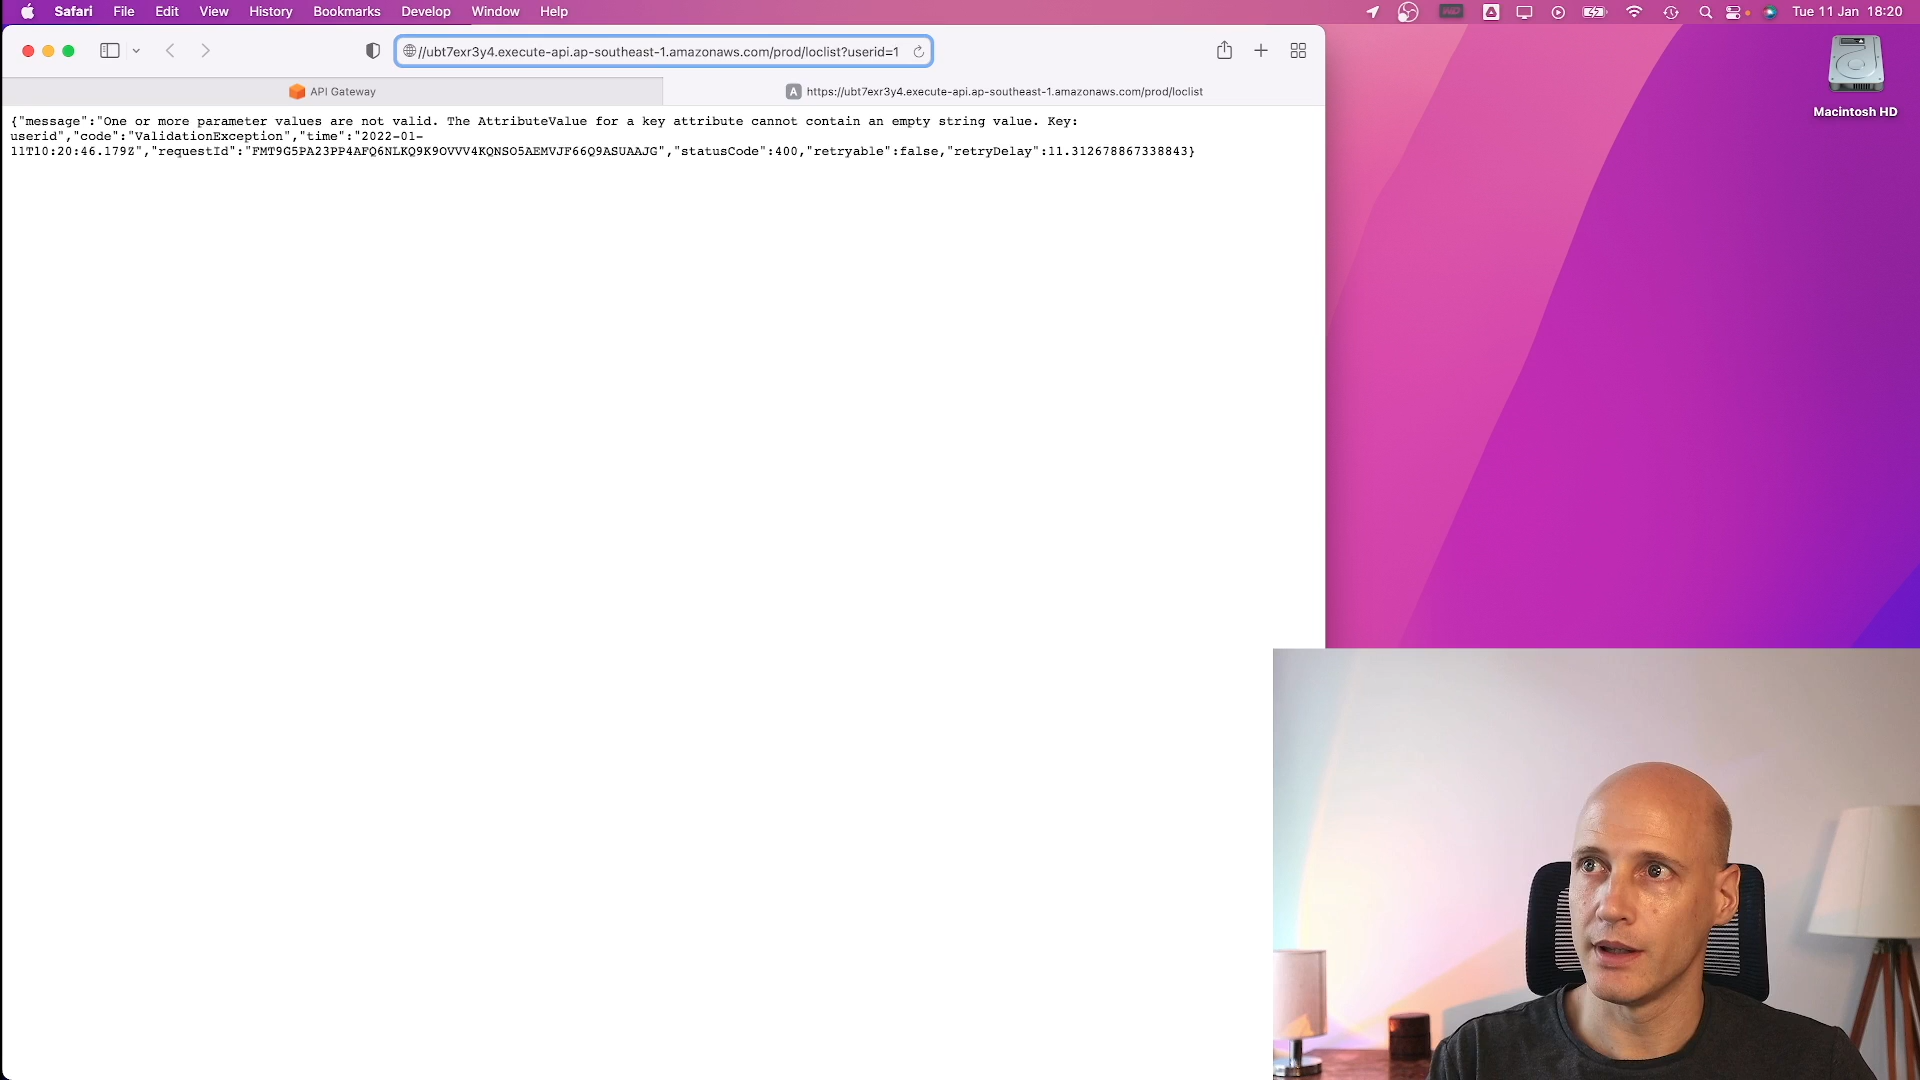 Safari File Edit View History Bookmarks Develop Window Help
Tue 11 Jan 18:20
//ubt7exr3y4.execute-api.ap-southeast-1.amazonaws.com/prod/loclist?userid=1
API Gateway
A https://ubt7exr3y4.execute-api.ap-southeast-1.amazonaws.com/prod/loclist
{"message":"One or more parameter values are not valid. The AttributeValue for a key attribute cannot contain an empty string value. Key:
userid","code":"ValidationException","time":"2022-01-
11T10:20:46.179Z","requestId":"FMT9G5PA23PP4AFQ6NLKQ9K9OVVV4KQNSO5AEMVJF66Q9ASUAAJG","statusCode":400,"retryable":false,"retryDelay":11.312678867338843}
Macintosh HD